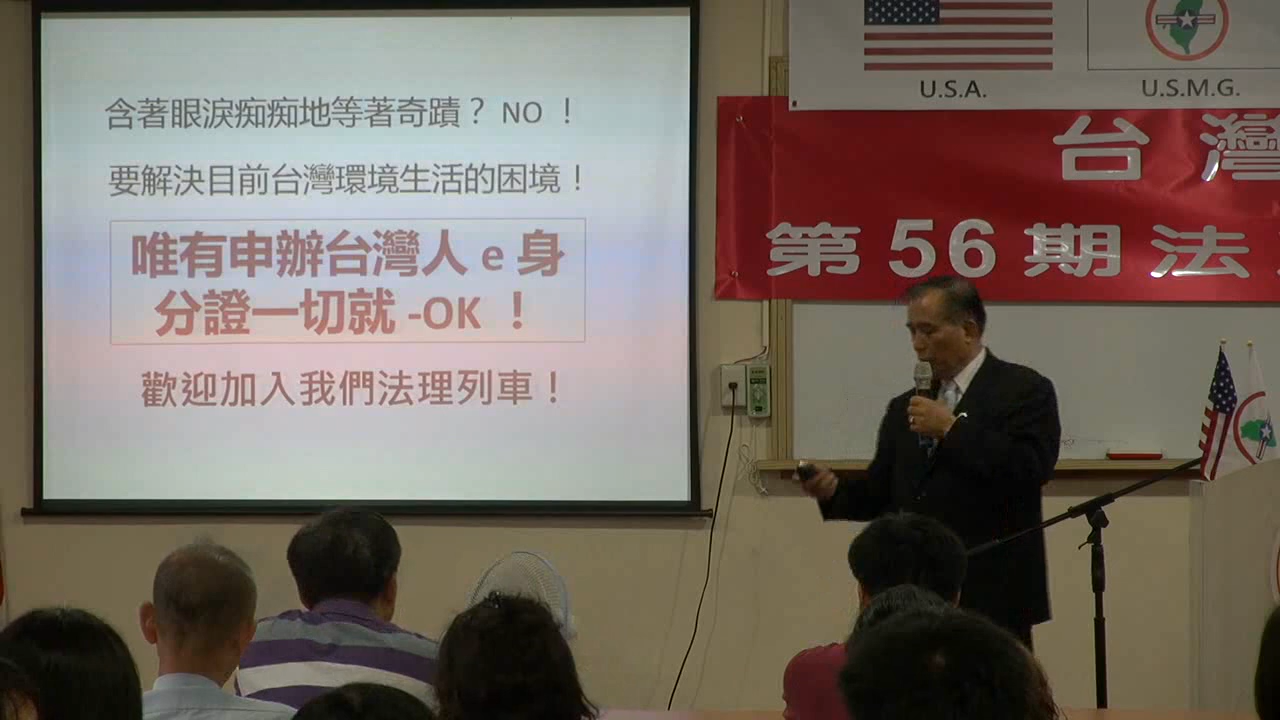 含著眼淚痴痴地等著奇蹟？ NO ！
要解決目前台灣環境生活的困境！
唯有申辦台灣人 e 身
分證一切就 -OK ！
歡迎加入我們法理列車！
U.S.A.
U.S.M.G.
台灣
第56期法